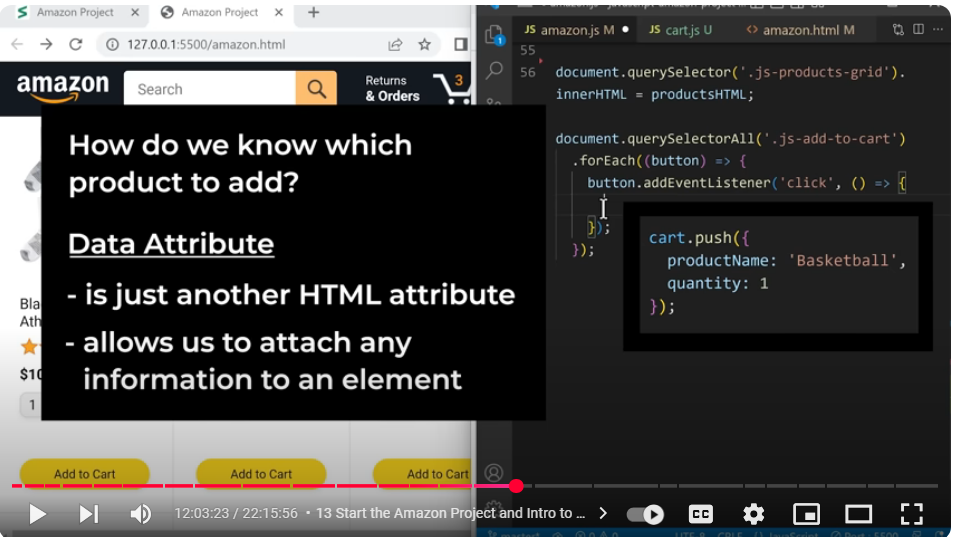 Amazon Project
Amazon Project
127.0.0.1:5500/amazon.html
amazon
Search
Returns
& Orders
3
How do we know which
product to add?
Data Attribute
- is just another HTML attribute
- allows us to attach any
information to an element
Bla
Ath
$10
1
Add to Cart
Add to Cart
Add to Cart
1
JS amazon.js M
JS cart.js U
<> amazon.html M
55
56 document.querySelector('.js-products-grid').
innerHTML = productsHTML;
document.querySelectorAll('.js-add-to-cart')
.forEach((button) => {
button.addEventListener('click', () => {
});
});
cart.push({
productName: 'Basketball',
quantity: 1
});
12:03:23 / 22:15:56 • 13 Start the Amazon Project and Intro to ...
CC